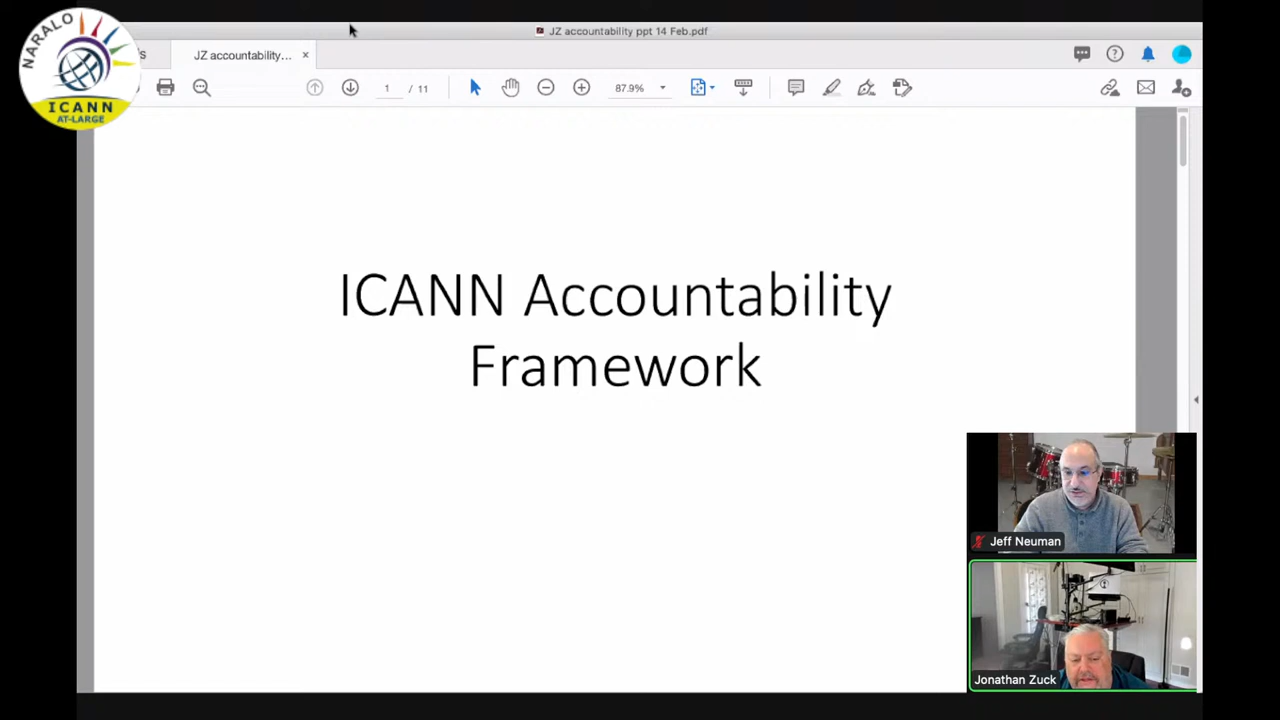 NARALO
ICANN
AT-LARGE
JZ accountability ppt 14 Feb.pdf
s
JZ accountability...
×
1 / 11
87.9%
ICANN Accountability
Framework
Jeff Neuman
Jonathan Zuck